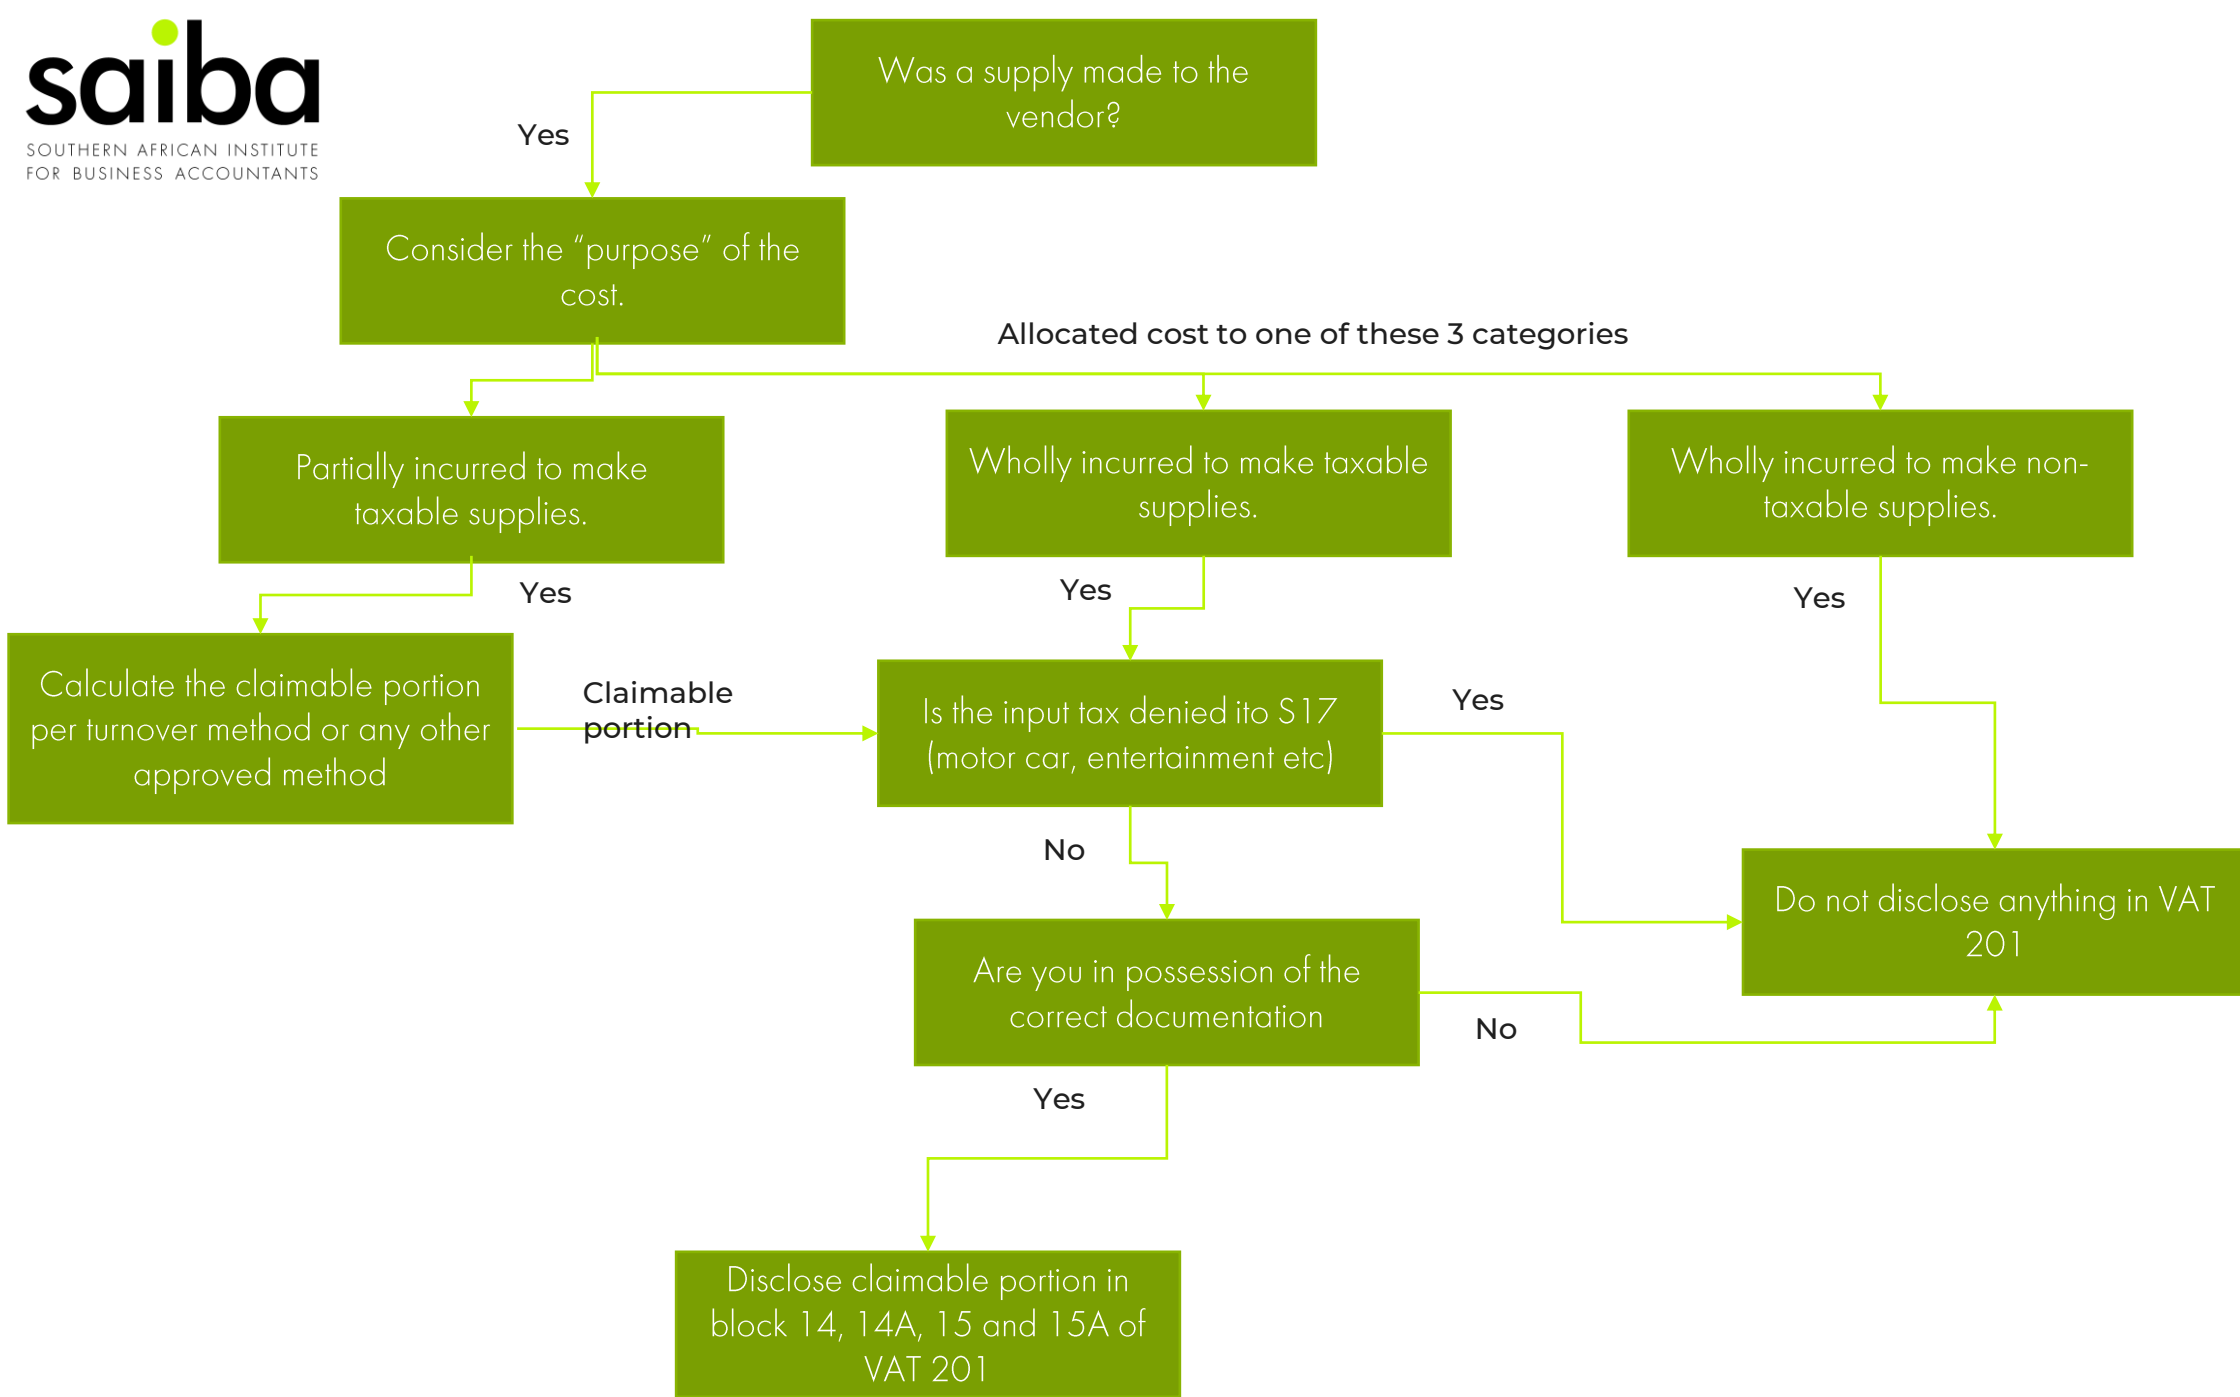 saiba
SOUTHERN AFRICAN INSTITUTE
FOR BUSINESS ACCOUNTANTS
Was a supply made to the
vendor?
Yes
Consider the “purpose” of the
cost.
Allocated cost to one of these 3 categories
Partially incurred to make
taxable supplies.
Wholly incurred to make taxable
supplies.
Wholly incurred to make non-
taxable supplies.
Yes
Yes
Yes
Calculate the claimable portion
per turnover method or any other
approved method
Claimable
portion
Is the input tax denied ito S17
(motor car, entertainment etc)
Yes
No
Do not disclose anything in VAT
201
Are you in possession of the
correct documentation
No
Yes
Disclose claimable portion in
block 14, 14A, 15 and 15A of
VAT 201